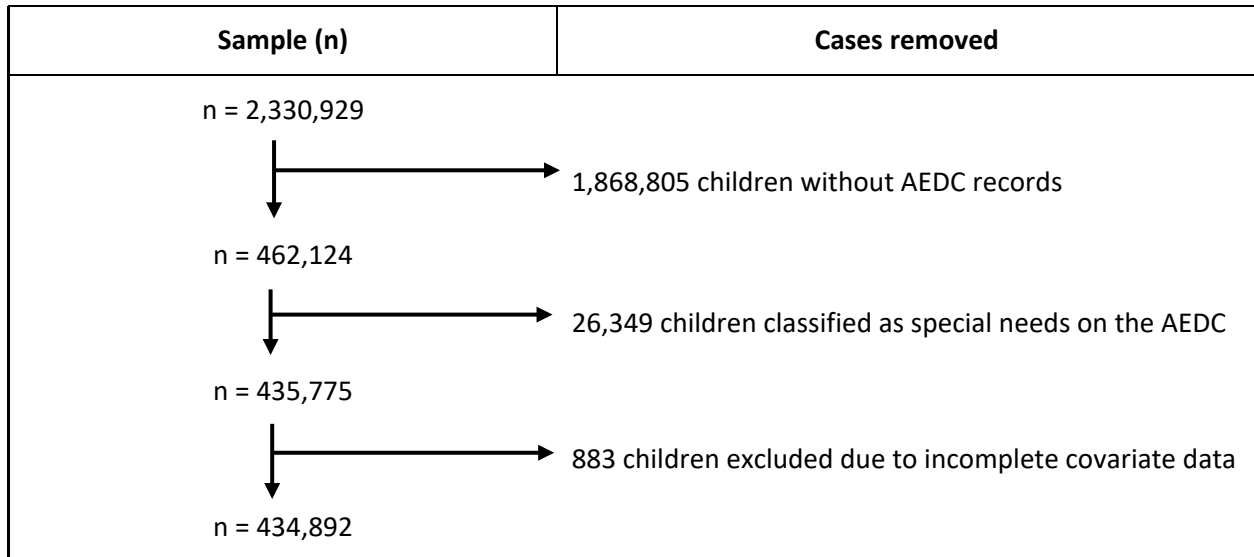 Sample (n)
Cases removed
n = 2,330,929
1,868,805 children without AEDC records
n = 462,124
26,349 children classified as special needs on the AEDC
n = 435,775
883 children excluded due to incomplete covariate data
n = 434,892